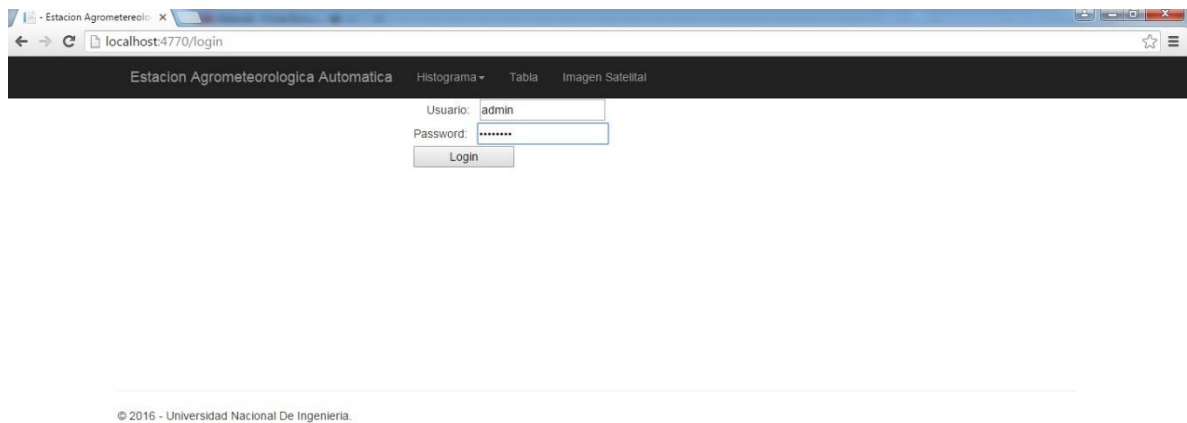 - Estacion Agrometereolo
localhost:4770/login
Estacion Agrometeorologica Automatica Histograma Tabla Imagen Satelital
Usuario: admin
Password: ••••••••
Login
© 2016 - Universidad Nacional De Ingenieria.